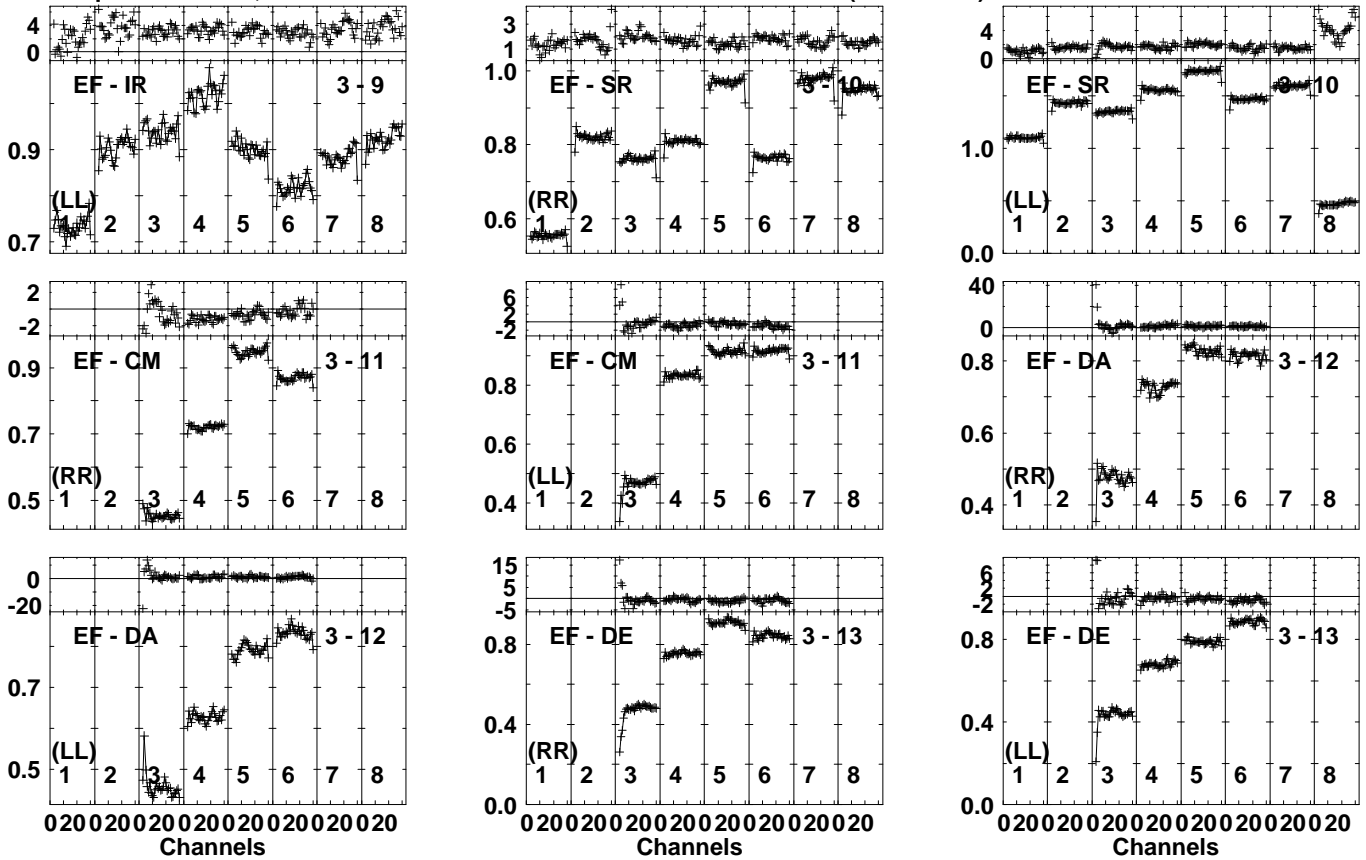 4
0
EF - IR
3 - 9
0.9
0.7
(LL)
1 2 3 4 5 6 7 8
3
1
1.0
EF - SR
3 - 10
0.8
0.6
(RR)
1 2 3 4 5 6 7 8
4
0
EF - SR
3 - 10
1.0
0.0
(LL)
1 2 3 4 5 6 7 8
2
-2
EF - CM
3 - 11
0.9
0.7
0.5
(RR)
1 2 3 4 5 6 7 8
6
2
-2
EF - CM
3 - 11
0.8
0.6
0.4
(LL)
1 2 3 4 5 6 7 8
40
0
EF - DA
3 - 12
0.8
0.6
0.4
(RR)
1 2 3 4 5 6 7 8
0
-20
EF - DA
3 - 12
0.7
0.5
(LL)
1 2 3 4 5 6 7 8
0 20 0 20 0 20 0 20 0 20 0 20 0 20 0 20
Channels
15
5
-5
EF - DE
3 - 13
0.8
0.4
0.0
(RR)
1 2 3 4 5 6 7 8
0 20 0 20 0 20 0 20 0 20 0 20 0 20 0 20
Channels
6
2
-2
EF - DE
3 - 13
0.8
0.4
0.0
(LL)
1 2 3 4 5 6 7 8
0 20 0 20 0 20 0 20 0 20 0 20 0 20 0 20
Channels